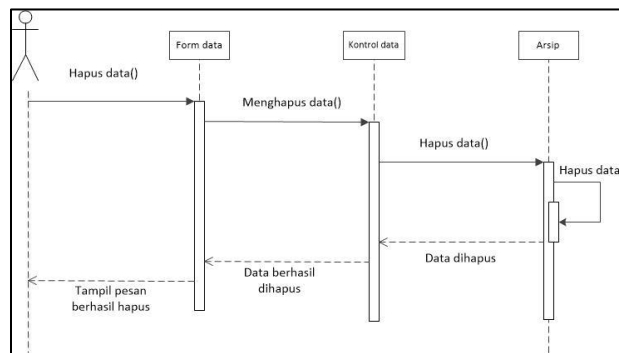 Form data
Kontrol data
Arsip
Hapus data()
Menghapus data()
Hapus data()
Hapus data
Data dihapus
Data berhasil
dihapus
Tampil pesan
berhasil hapus